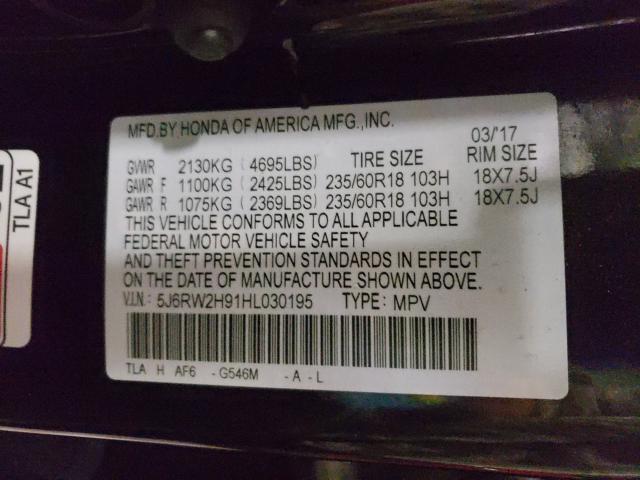 MFD.BY HONDA OF AMERICA MFG.,INC. 03/'17
GVWR 2130KG ( 4695LBS) TIRE SIZE RIM SIZE
GAWR F 1100KG ( 2425LBS) 235/60R18 103H 18X7.5J
GAWR R 1075KG ( 2369LBS) 235/60R18 103H 18X7.5J
THIS VEHICLE CONFORMS TO ALL APPLICABLE
FEDERAL MOTOR VEHICLE SAFETY
AND THEFT PREVENTION STANDARDS IN EFFECT
ON THE DATE OF MANUFACTURE SHOWN ABOVE.
V.I.N.: 5J6RW2H91HL030195 TYPE: MPV
TLA H AF6 - G546M - A - L
TLA A1